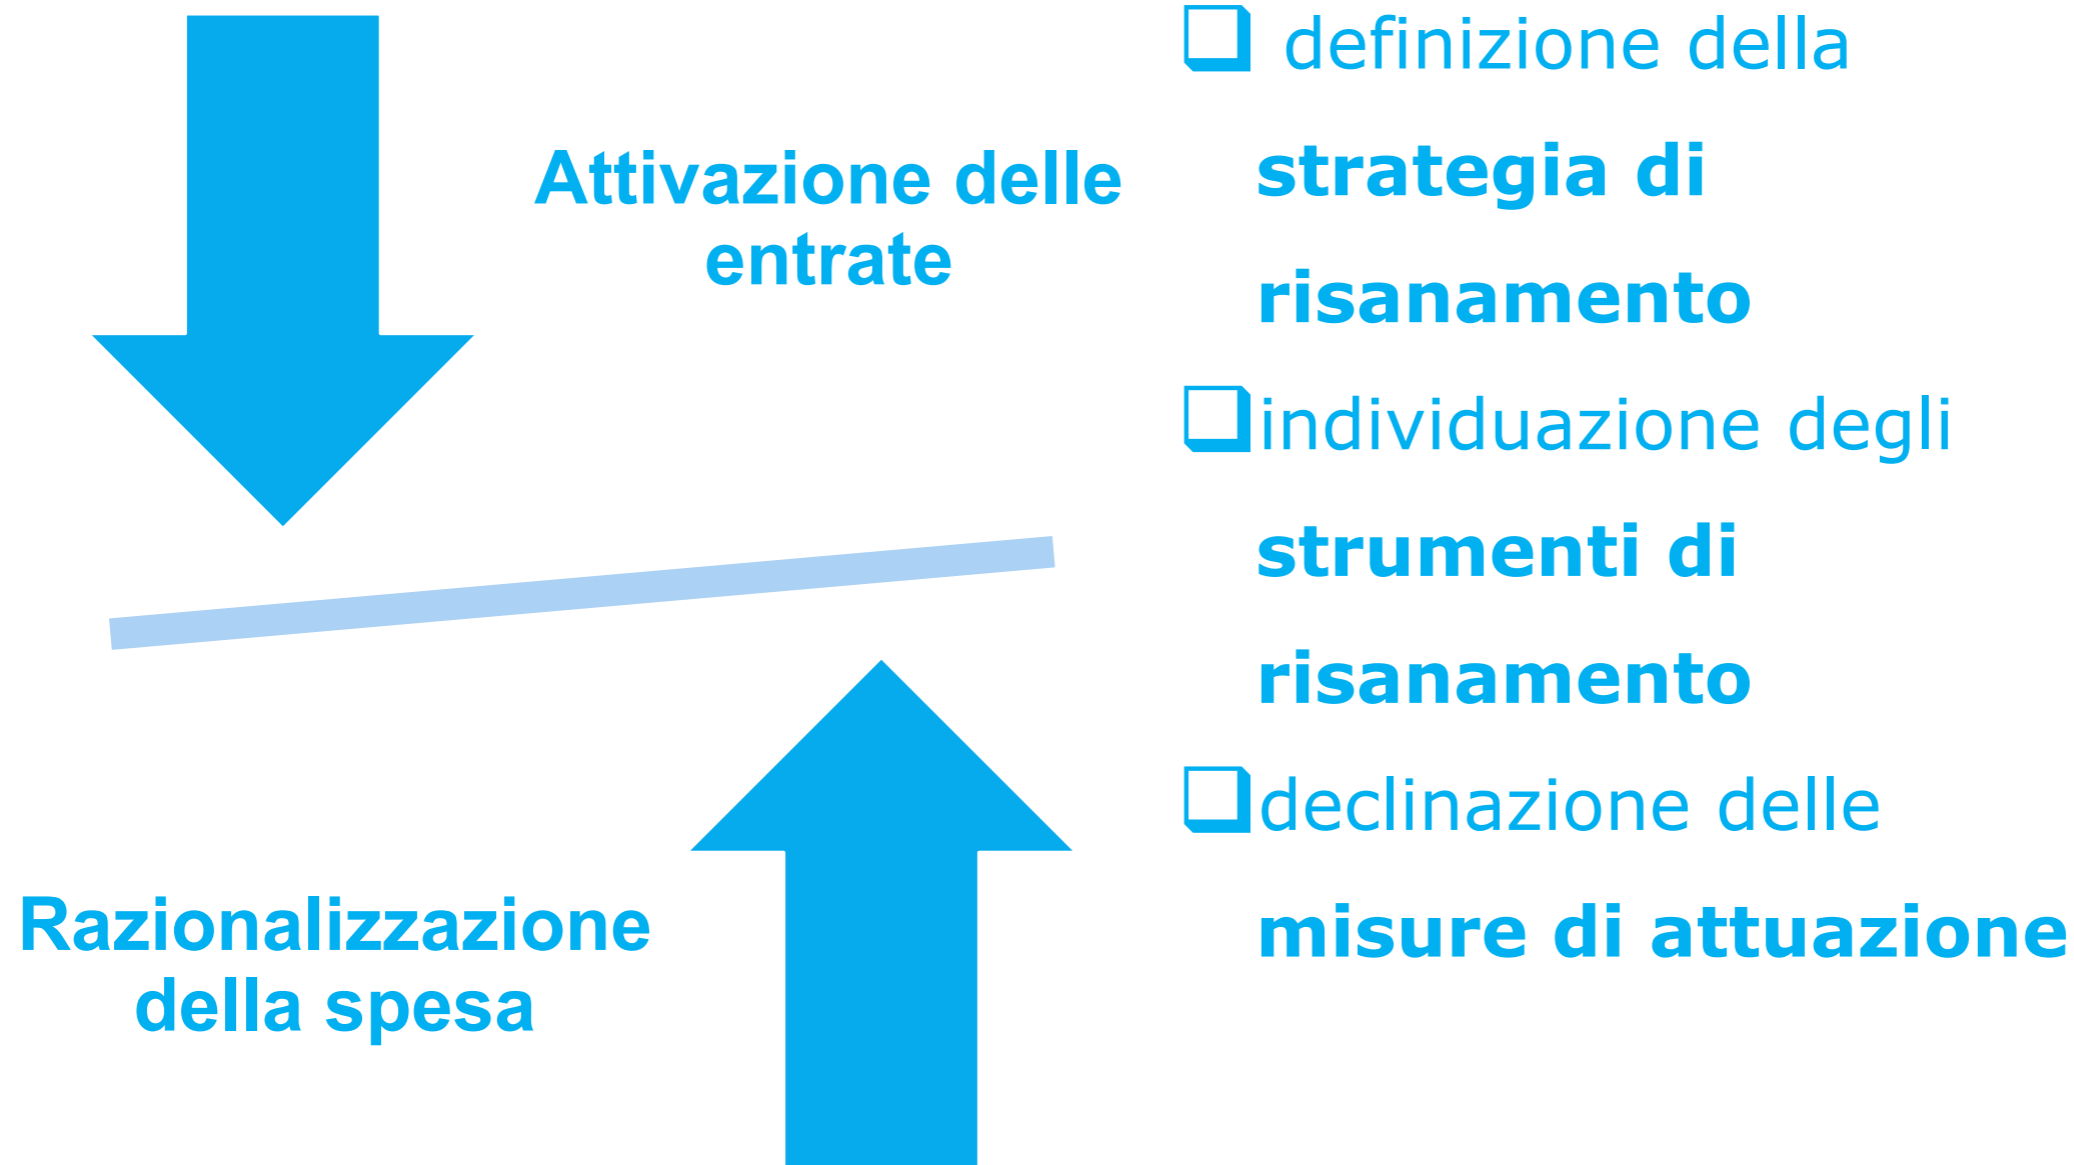 Attivazione delle
entrate
Razionalizzazione
della spesa
definizione della
strategia di
risanamento
individuazione degli
strumenti di
risanamento
declinazione delle
misure di attuazione